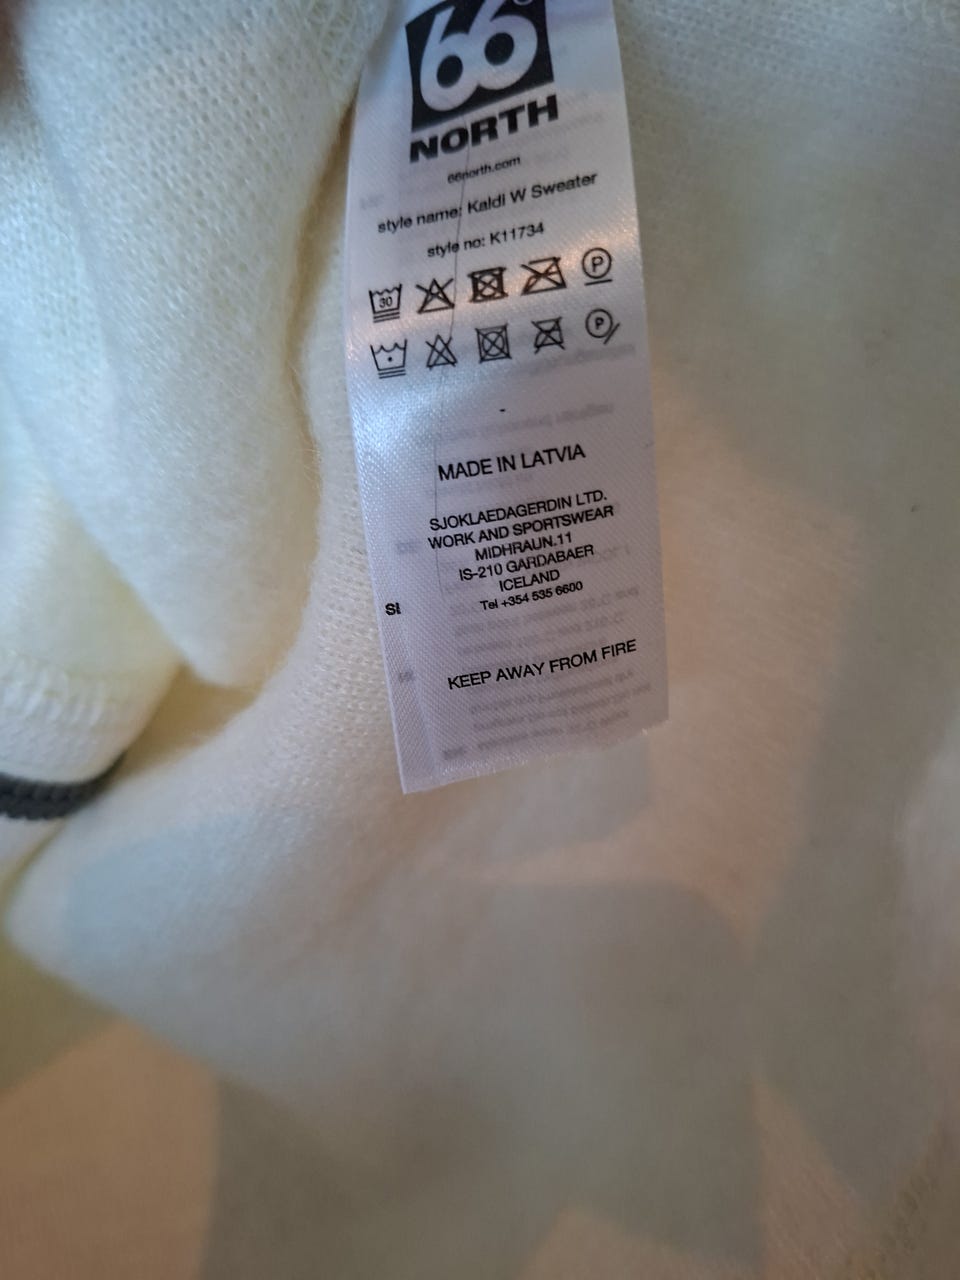 66°
NORTH
66north.com
style name: Kaldi W Sweater
style no: K11734
30 P
P
MADE IN LATVIA
SJOKLAEDAGERDIN LTD.
WORK AND SPORTSWEAR
MIDHRAUN.11
IS-210 GARDABAER
ICELAND
Tel +354 535 6600
SI
KEEP AWAY FROM FIRE